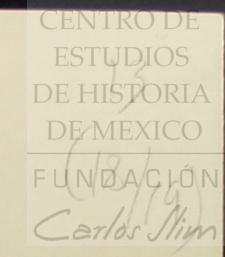 CENTRO DE
ESTUDIOS
DE HISTORIA
DE MEXICO
FUNDACIÓN
Carlos Slim